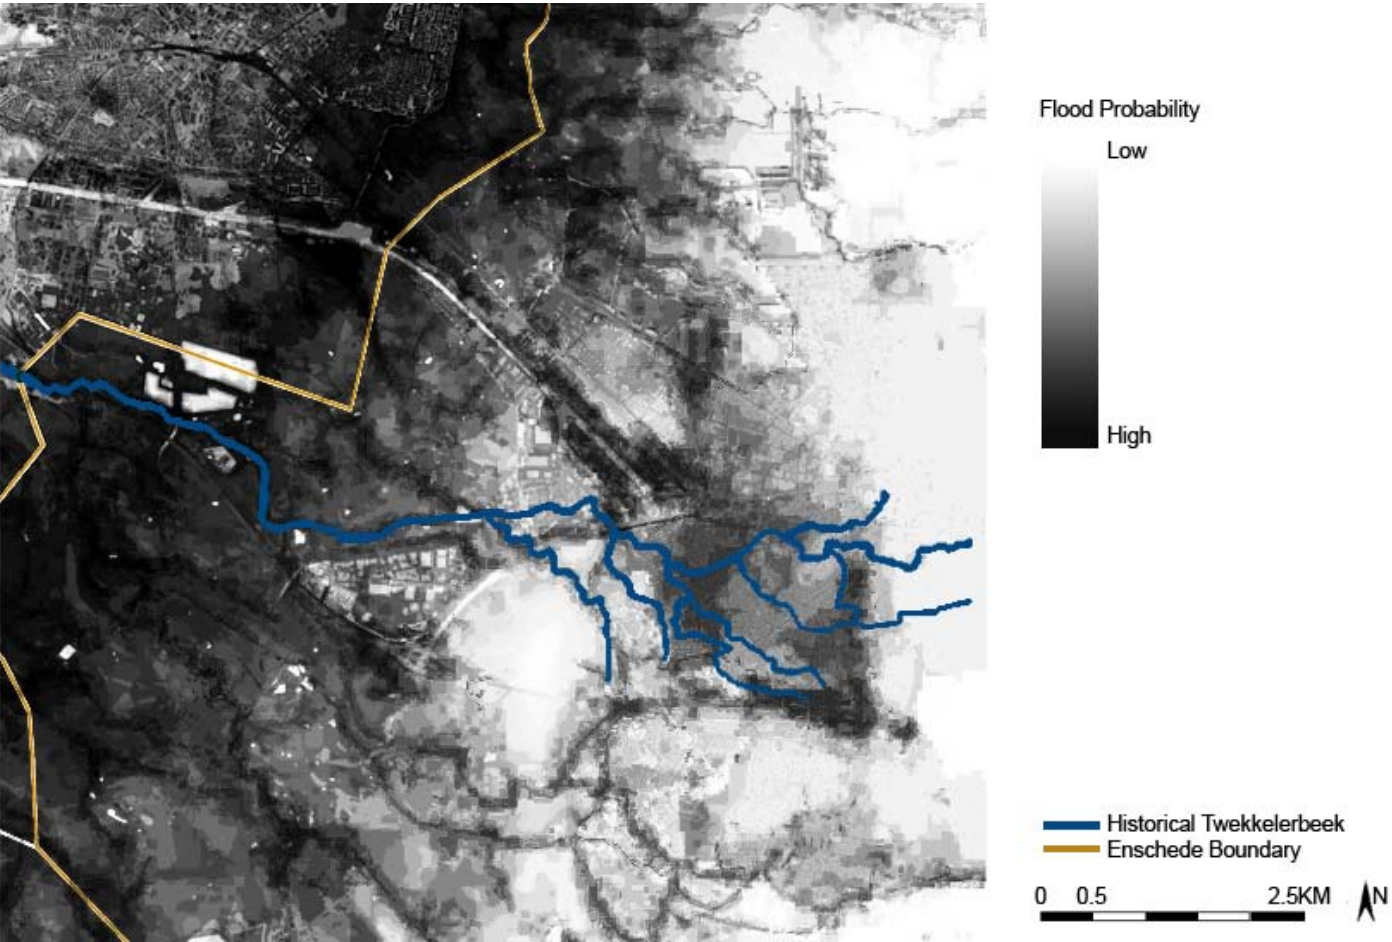 Flood Probability
Low
High
Historical Twekkelerbeek
Enschede Boundary
0 0.5 2.5KM N